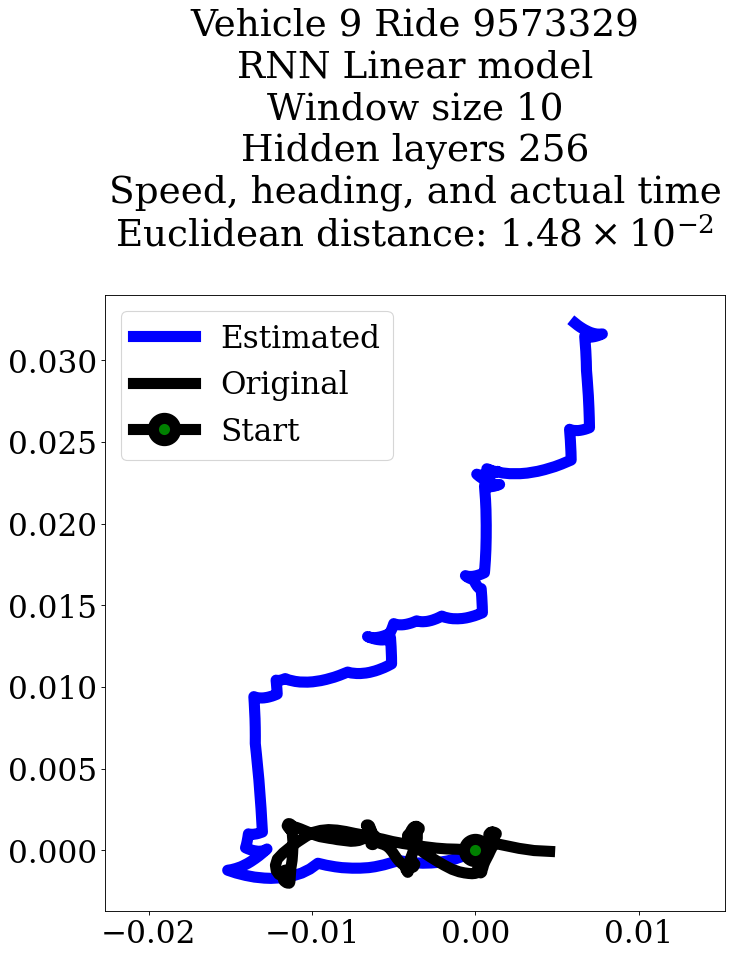 Vehicle 9 Ride 9573329
RNN Linear model
Window size 10
Hidden layers 256
Speed, heading, and actual time
Euclidean distance: 1.48 × 10⁻²
Estimated
Original
Start
0.030
0.025
0.020
0.015
0.010
0.005
0.000
−0.02 −0.01 0.00 0.01